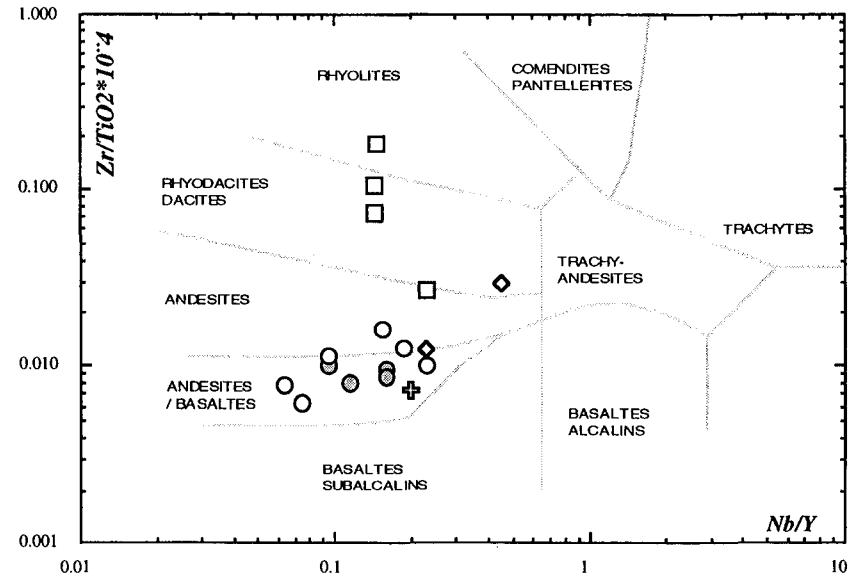 1.000
Zr/TiO2*10¨4
RHYOLITES
COMENDITES
PANTELLERITES
0.100
RHYODACITES
DACITES
TRACHYTES
TRACHY-
ANDESITES
ANDESITES
0.010
ANDESITES
/ BASALTES
BASALTES
ALCALINS
BASALTES
SUBALCALINS
Nb/Y
0.001
0.01
0.1
1
10